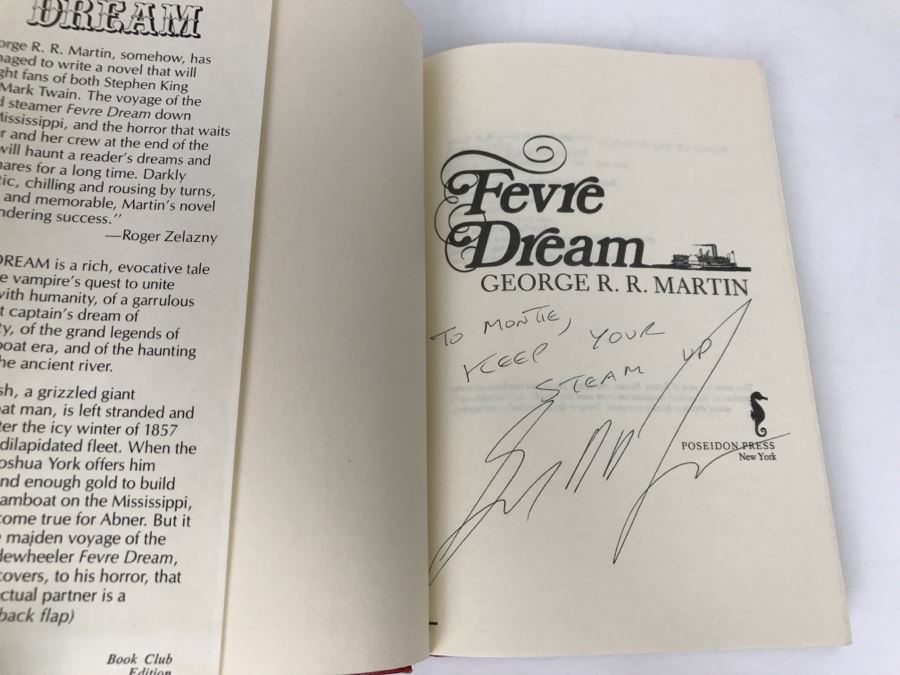 DREAM
orge R. R. Martin, somehow, has
naged to write a novel that will
ght fans of both Stephen King
Mark Twain. The voyage of the
d steamer Fevre Dream down
Mississippi, and the horror that waits
r and her crew at the end of the
will haunt a reader's dreams and
mares for a long time. Darkly
tic, chilling and rousing by turns,
and memorable, Martin's novel
ndering success."
—Roger Zelazny
DREAM is a rich, evocative tale
e vampire's quest to unite
with humanity, of a garrulous
t captain's dream of
ty, of the grand legends of
boat era, and of the haunting
he ancient river.
sh, a grizzled giant
at man, is left stranded and
ter the icy winter of 1857
dilapidated fleet. When the
oshua York offers him
nd enough gold to build
amboat on the Mississippi,
come true for Abner. But it
e maiden voyage of the
dewheeler Fevre Dream,
covers, to his horror, that
ctual partner is a
back flap)
Book Club
Edition
Fevre
Dream
GEORGE R. R. MARTIN
TO MONTIE,
KEEP YOUR
STEAM UP
POSEIDON PRESS
New York